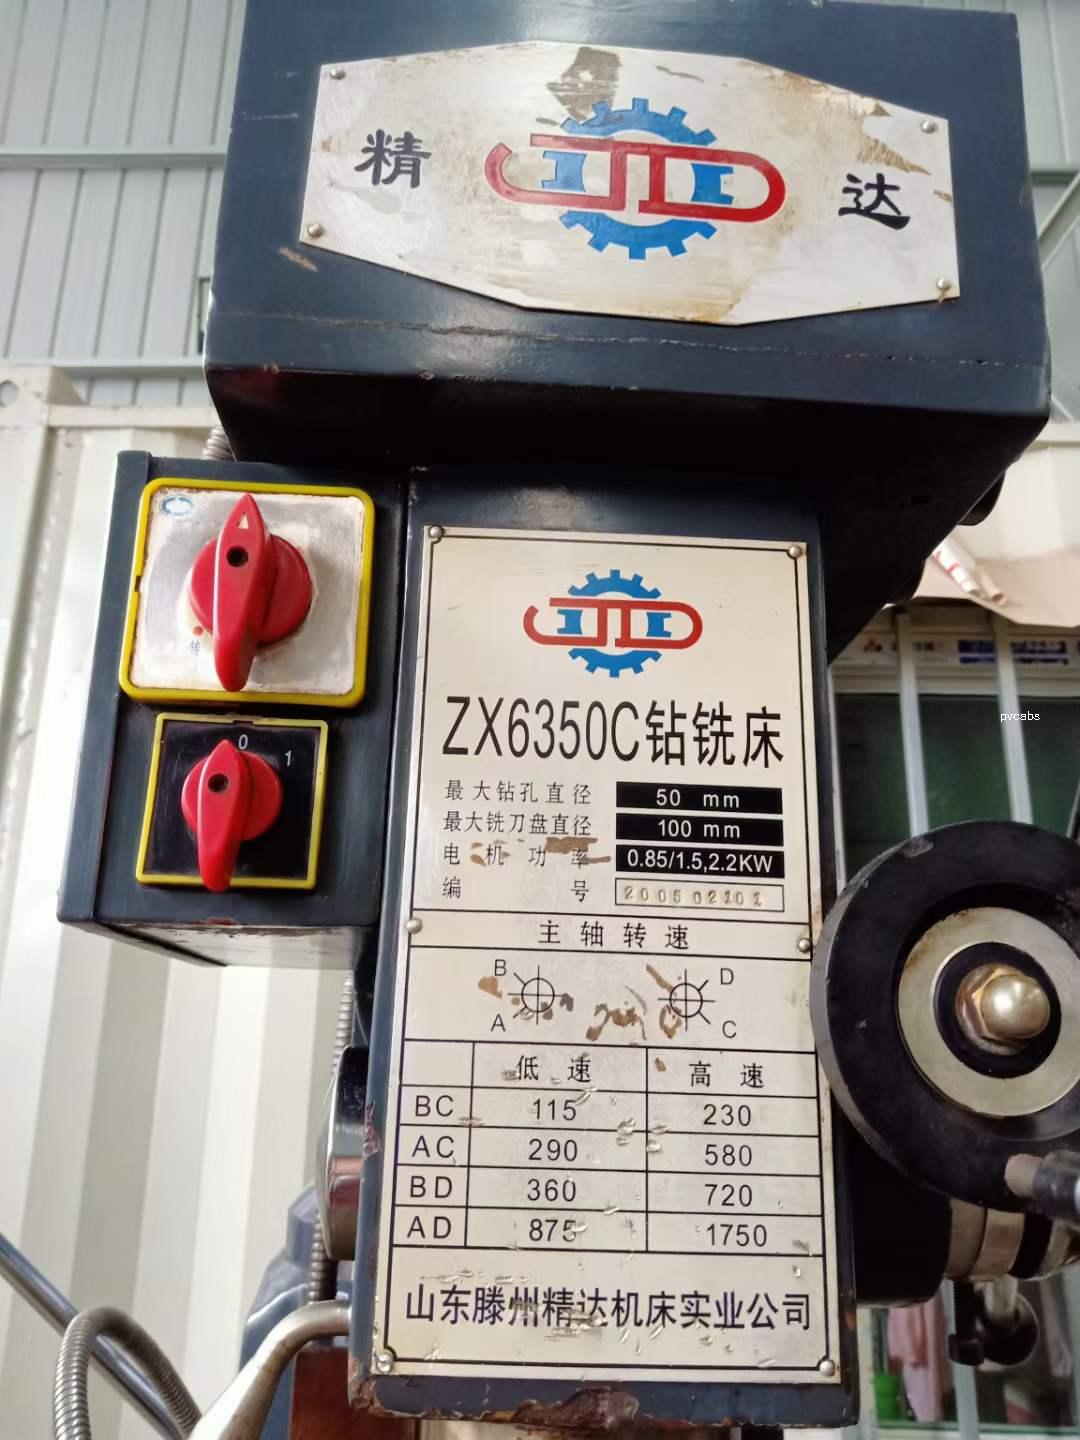 精 达
0
1
转
ZX6350C钻铣床
最大钻孔直径 50 mm
最大铣刀盘直径 100 mm
电机功率 0.85/1.5,2.2KW
编号 200502101
主轴转速
B D
A C
低速 高速
BC 115 230
AC 290 580
BD 360 720
AD 875 1750
山东滕州精达机床实业公司
pvcabs